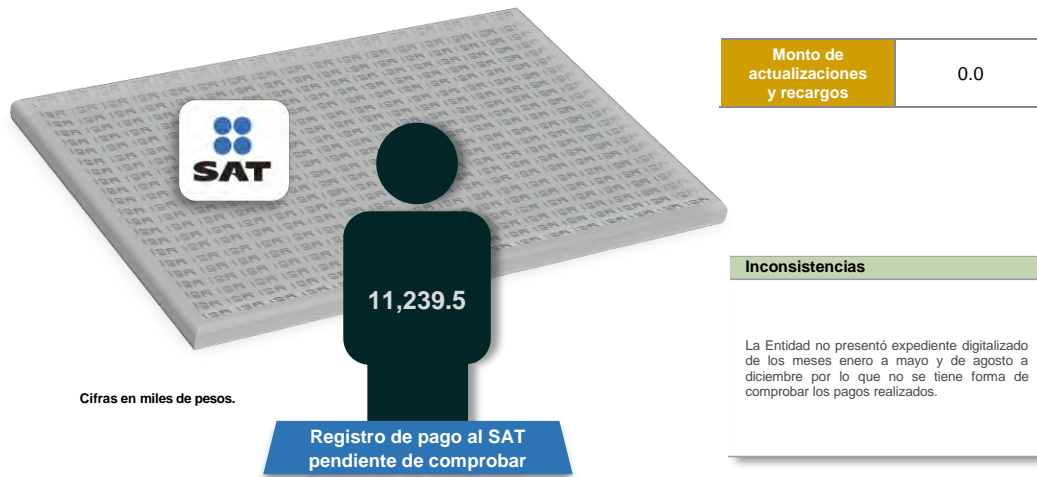 Monto de
actualizaciones
y recargos
0.0
SAT
11,239.5
Inconsistencias
La Entidad no presentó expediente digitalizado
de los meses enero a mayo y de agosto a
diciembre por lo que no se tiene forma de
comprobar los pagos realizados.
Cifras en miles de pesos.
Registro de pago al SAT
pendiente de comprobar